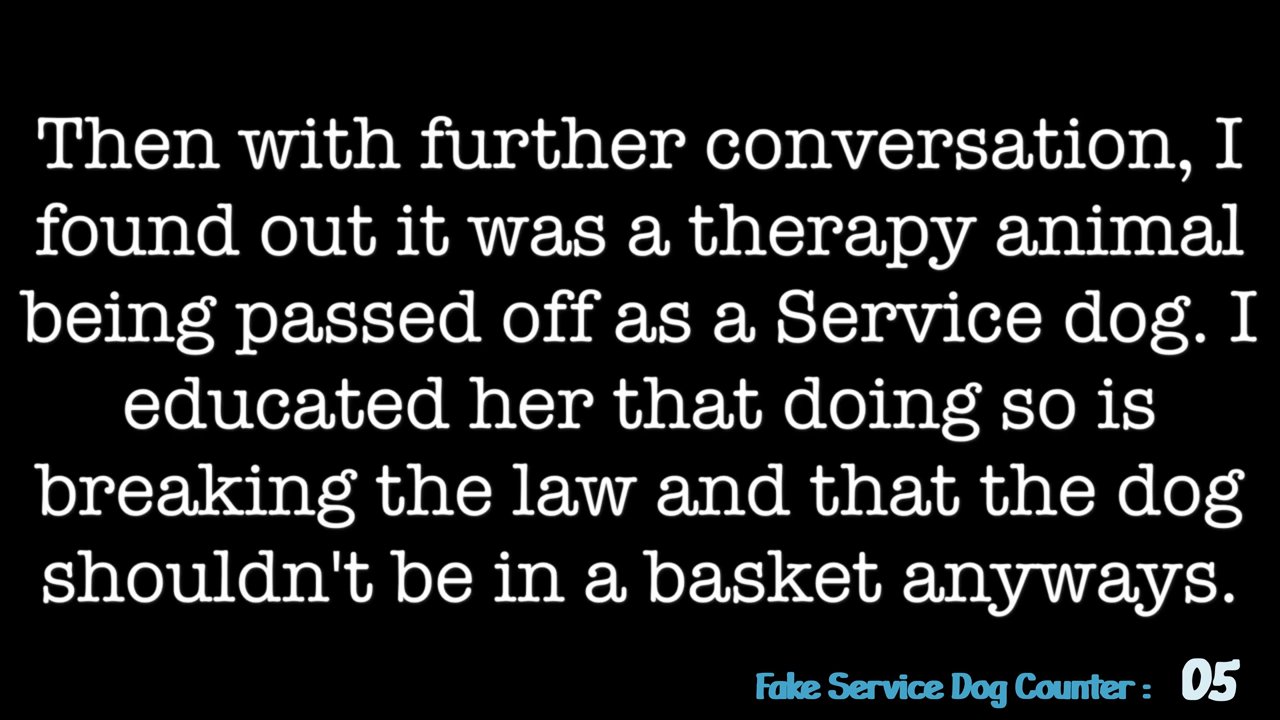 Then with further conversation, I
found out it was a therapy animal
being passed off as a Service dog. I
educated her that doing so is
breaking the law and that the dog
shouldn't be in a basket anyways.
Fake Service Dog Counter : 05